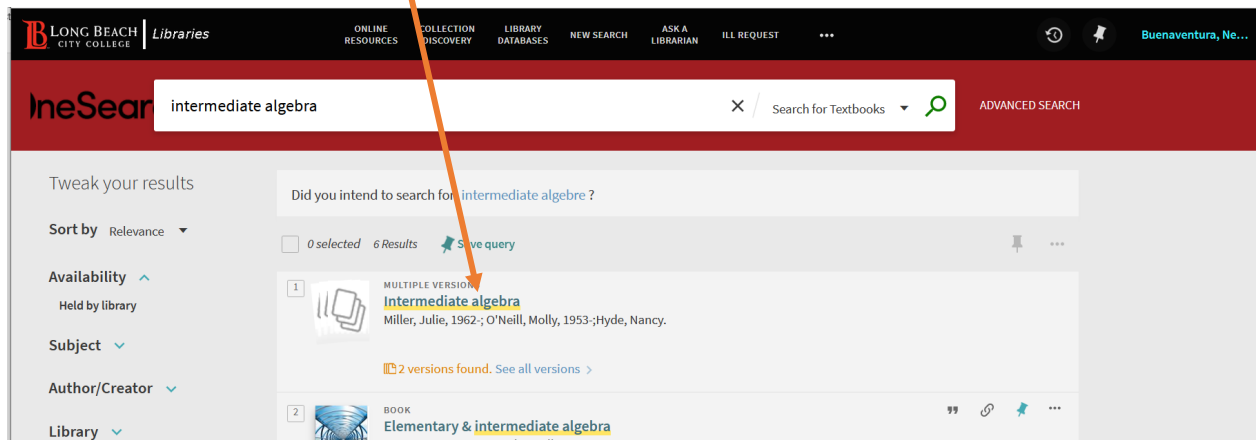 LONG BEACH CITY COLLEGE Libraries
ONLINE RESOURCES COLLECTION DISCOVERY LIBRARY DATABASES NEW SEARCH ASK A LIBRARIAN ILL REQUEST ••• Buenaventura, Ne...
intermediate algebra Search for Textbooks ADVANCED SEARCH
Tweak your results
Did you intend to search for intermediate algebre ?
Sort by Relevance
0 selected 6 Results Save query
Availability
Held by library
Subject
Author/Creator
Library
1
MULTIPLE VERSIONS
Intermediate algebra
Miller, Julie, 1962-; O'Neill, Molly, 1953-;Hyde, Nancy.
2 versions found. See all versions >
2
BOOK
Elementary & intermediate algebra